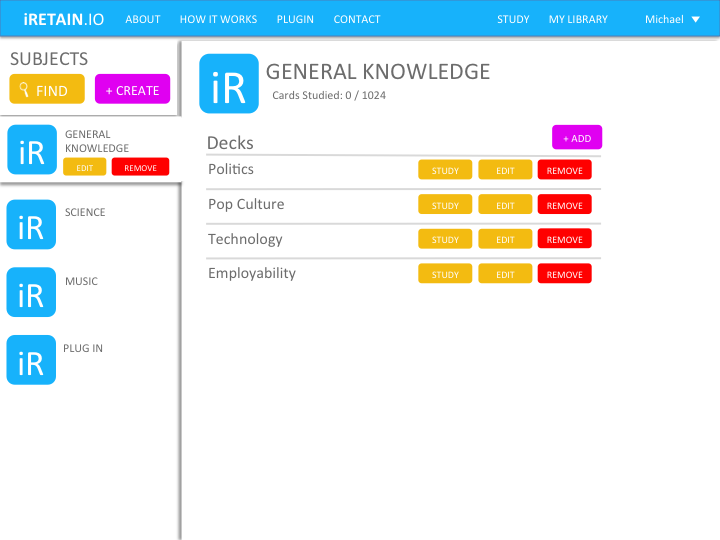 iRETAIN.IO ABOUT HOW IT WORKS PLUGIN CONTACT STUDY MY LIBRARY Michael
SUBJECTS
FIND + CREATE
iR GENERAL
KNOWLEDGE
EDIT REMOVE
iR SCIENCE
iR MUSIC
iR PLUG IN
iR GENERAL KNOWLEDGE
Cards Studied: 0 / 1024
Decks + ADD
Politics STUDY EDIT REMOVE
Pop Culture STUDY EDIT REMOVE
Technology STUDY EDIT REMOVE
Employability STUDY EDIT REMOVE